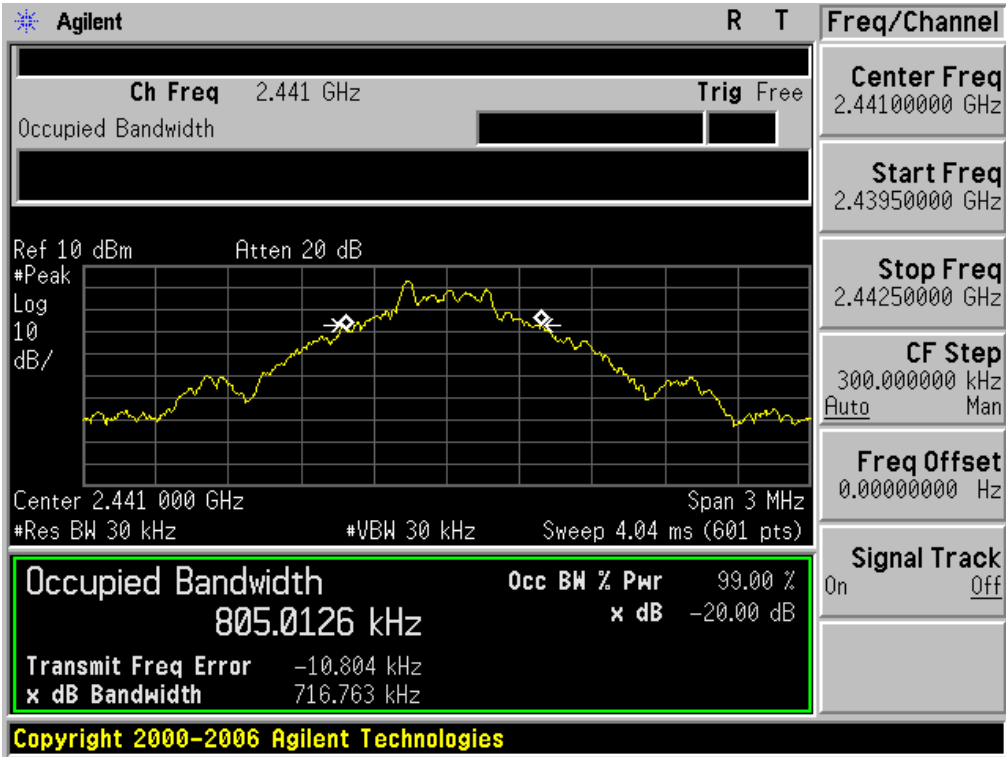 Agilent R T Freq/Channel
Ch Freq 2.441 GHz Trig Free
Occupied Bandwidth
Center Freq
2.44100000 GHz
Start Freq
2.43950000 GHz
Stop Freq
2.44250000 GHz
CF Step
300.000000 kHz
Auto Man
Freq Offset
0.00000000 Hz
Signal Track
On Off
Ref 10 dBm Atten 20 dB
#Peak
Log
10
dB/
Center 2.441 000 GHz Span 3 MHz
#Res BW 30 kHz #VBW 30 kHz Sweep 4.04 ms (601 pts)
Occupied Bandwidth
805.0126 kHz
Occ BW % Pwr 99.00 %
x dB -20.00 dB
Transmit Freq Error -10.804 kHz
x dB Bandwidth 716.763 kHz
Copyright 2000-2006 Agilent Technologies